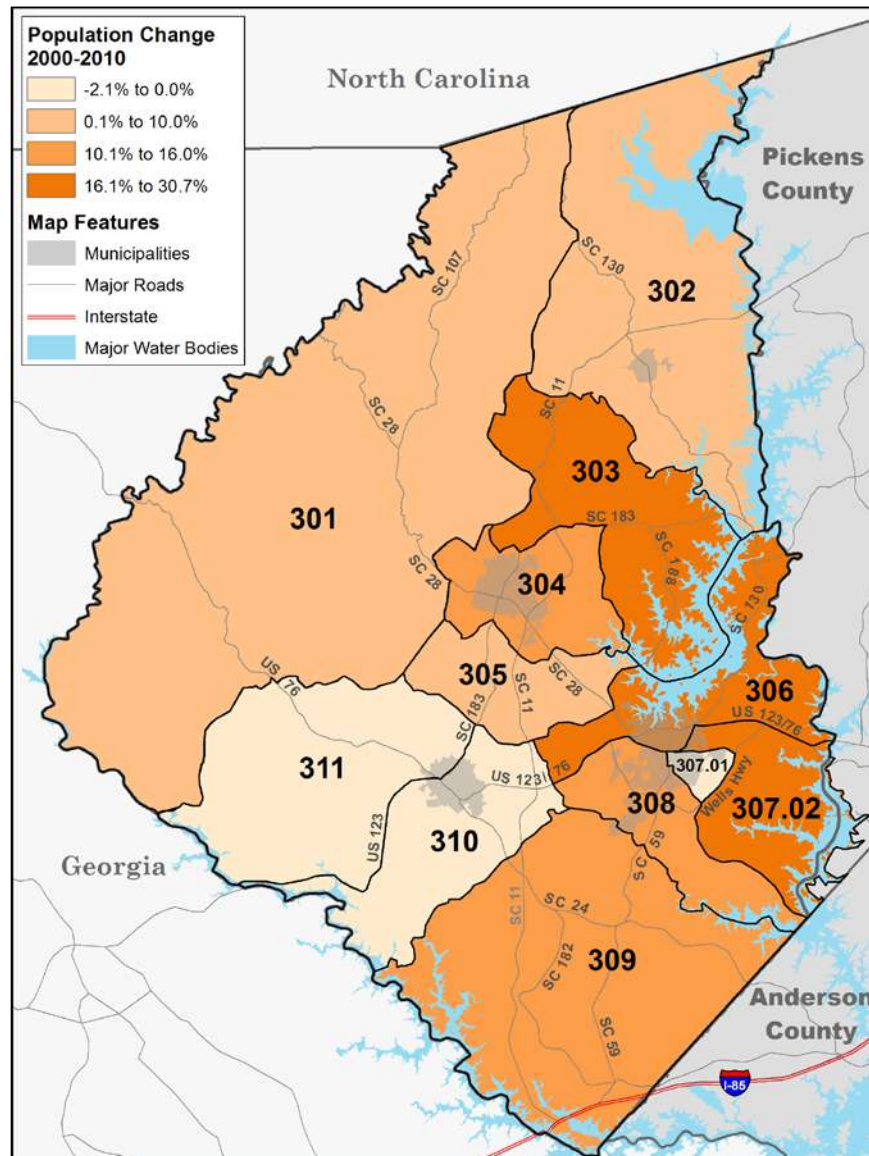 Population Change
2000-2010
-2.1% to 0.0%
0.1% to 10.0%
10.1% to 16.0%
16.1% to 30.7%
Map Features
Municipalities
Major Roads
Interstate
Major Water Bodies
North Carolina
Pickens
County
SC 107
SC 130
302
SC 11
SC 28
303
301
SC 183
SC 188
SC 28
304
SC 130
305
SC 28
SC 183
SC 11
306
US 76
US 123/76
311
US 123/76
307.01
Wells Hwy
308
307.02
US 123
310
SC 59
Georgia
SC 11
SC 24
309
SC 182
SC 59
Anderson
County
I-85